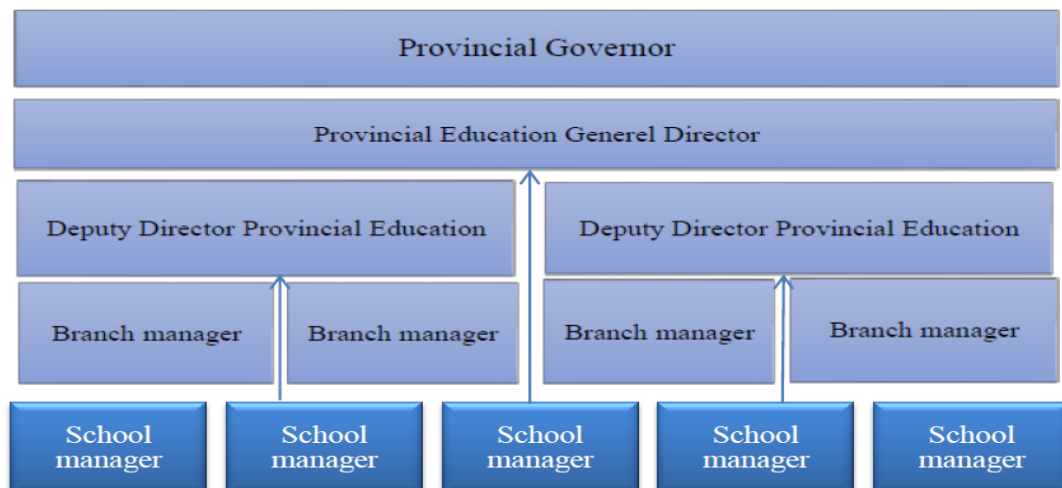 Provincial Governor
Provincial Education Generel Director
Deputy Director Provincial Education
Deputy Director Provincial Education
Branch manager
Branch manager
Branch manager
Branch manager
School
manager
School
manager
School
manager
School
manager
School
manager